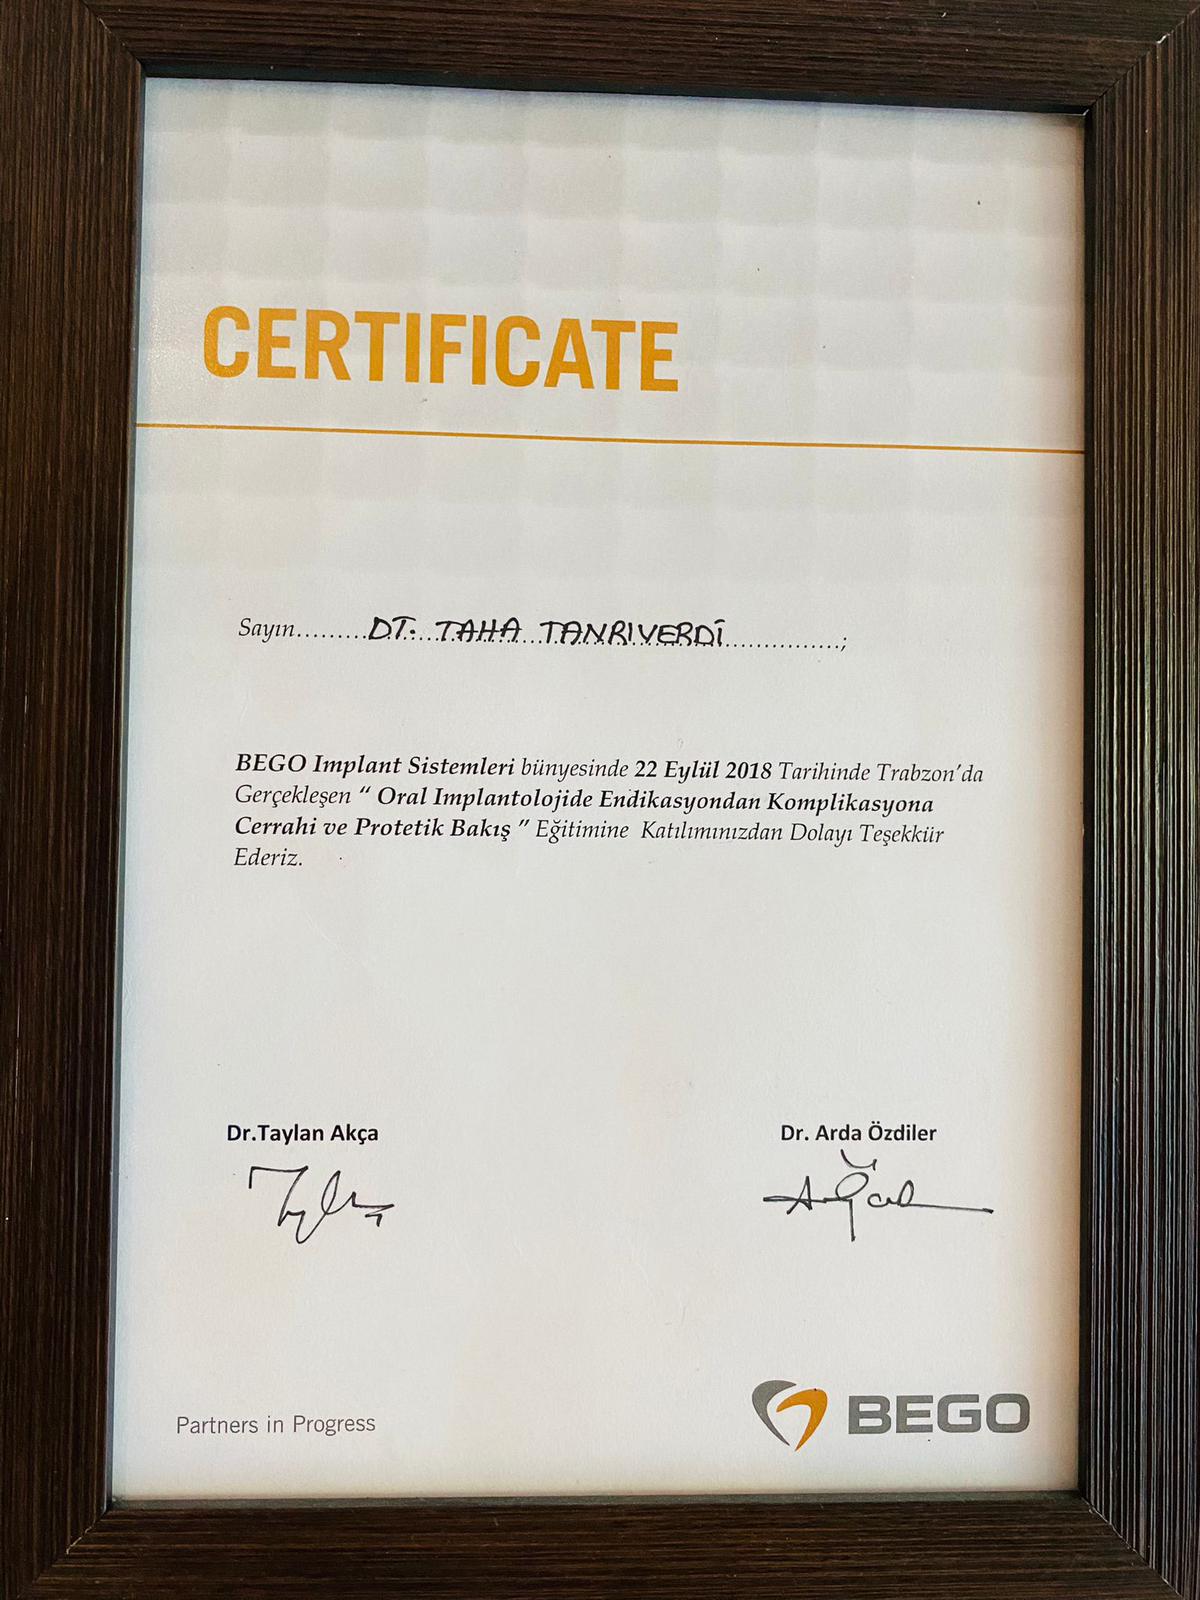 CERTIFICATE
Sayın.........DT. TAHA TANRIVERDİ...............;
BEGO Implant Sistemleri bünyesinde 22 Eylül 2018 Tarihinde Trabzon'da
Gerçekleşen “ Oral Implantolojide Endikasyondan Komplikasyona
Cerrahi ve Protetik Bakış ” Eğitimine Katılımınızdan Dolayı Teşekkür
Ederiz.
Dr.Taylan Akça
Dr. Arda Özdiler
Partners in Progress
BEGO